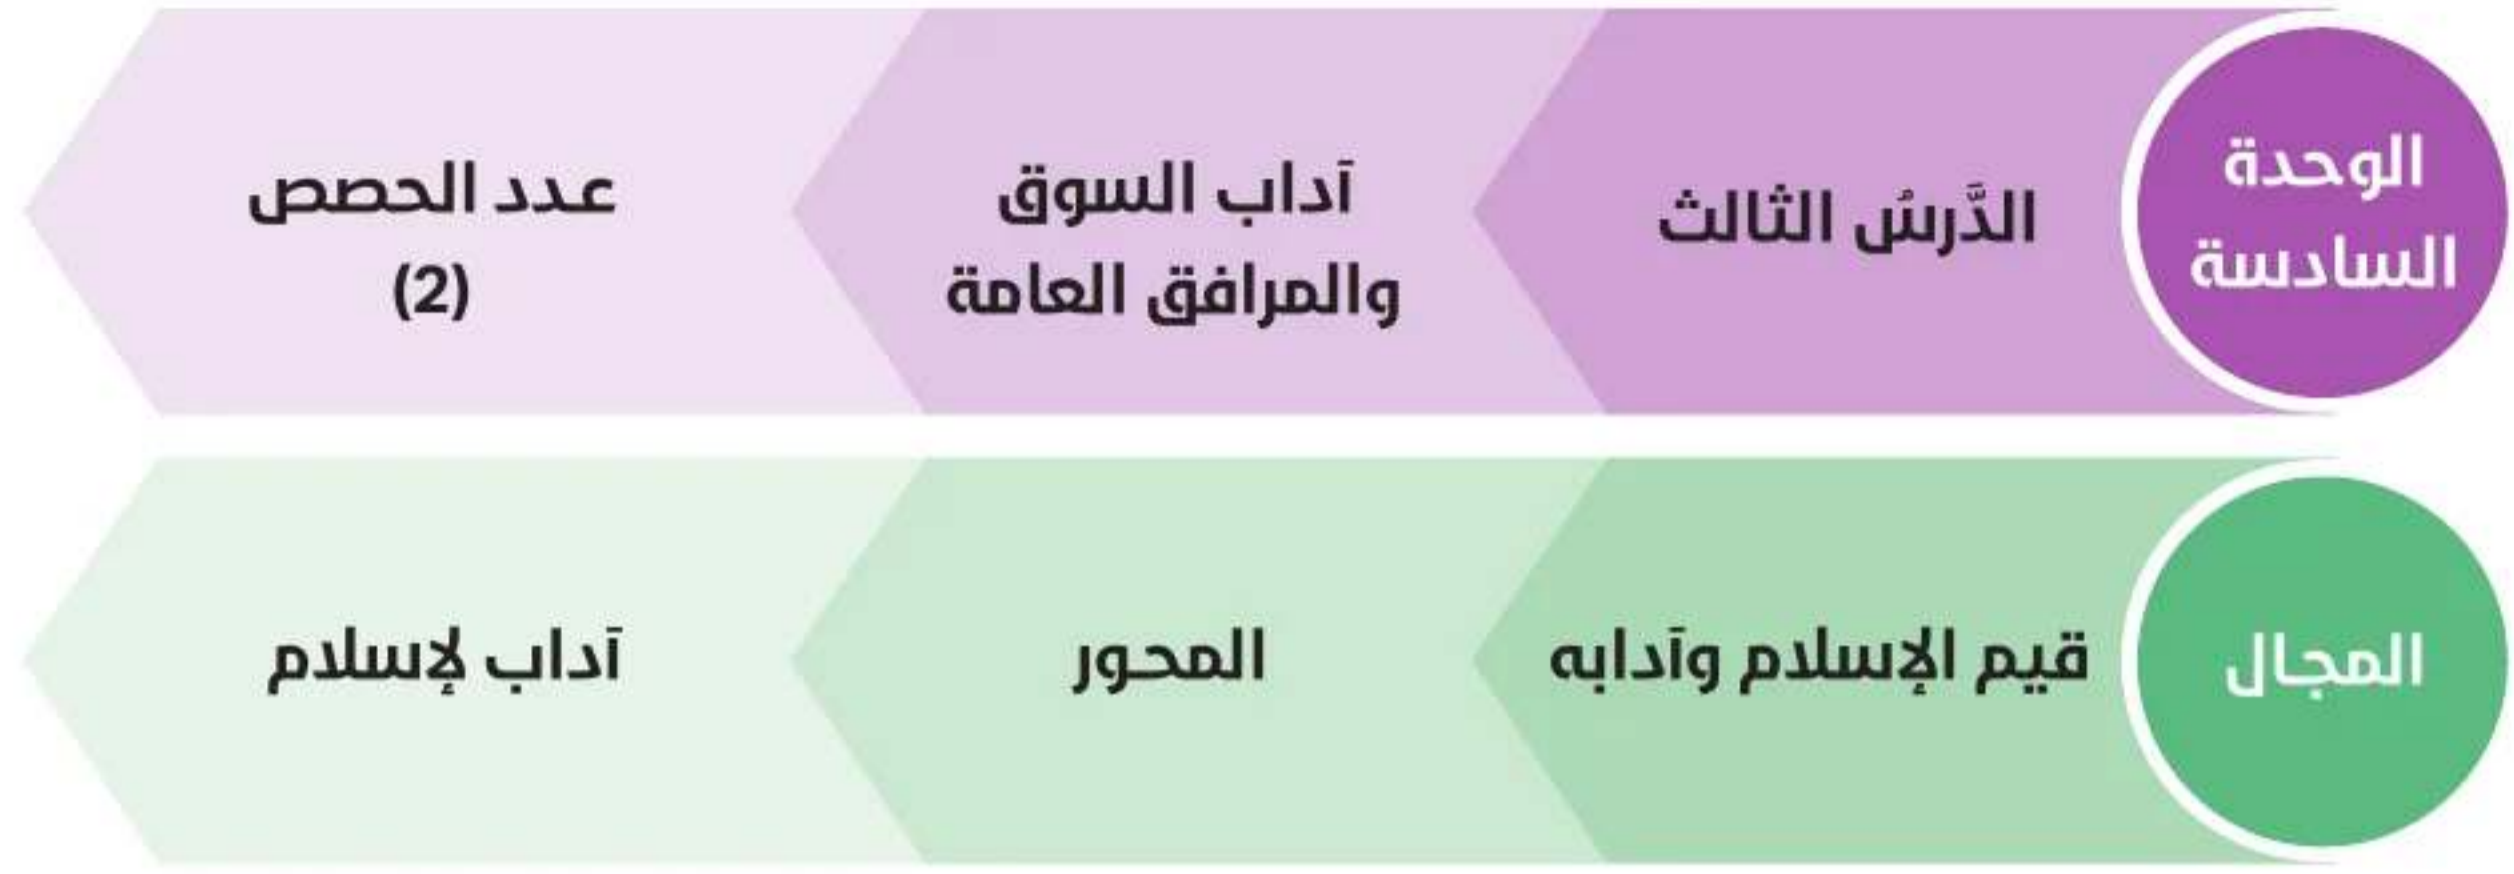 الوحدة
السادسة
الدَّرسُ الثالث
آداب السوق
والمرافق العامة
عدد الحصص
(2)
المجال
قيم الإسلام وآدابه
المحور
آداب لإسلام